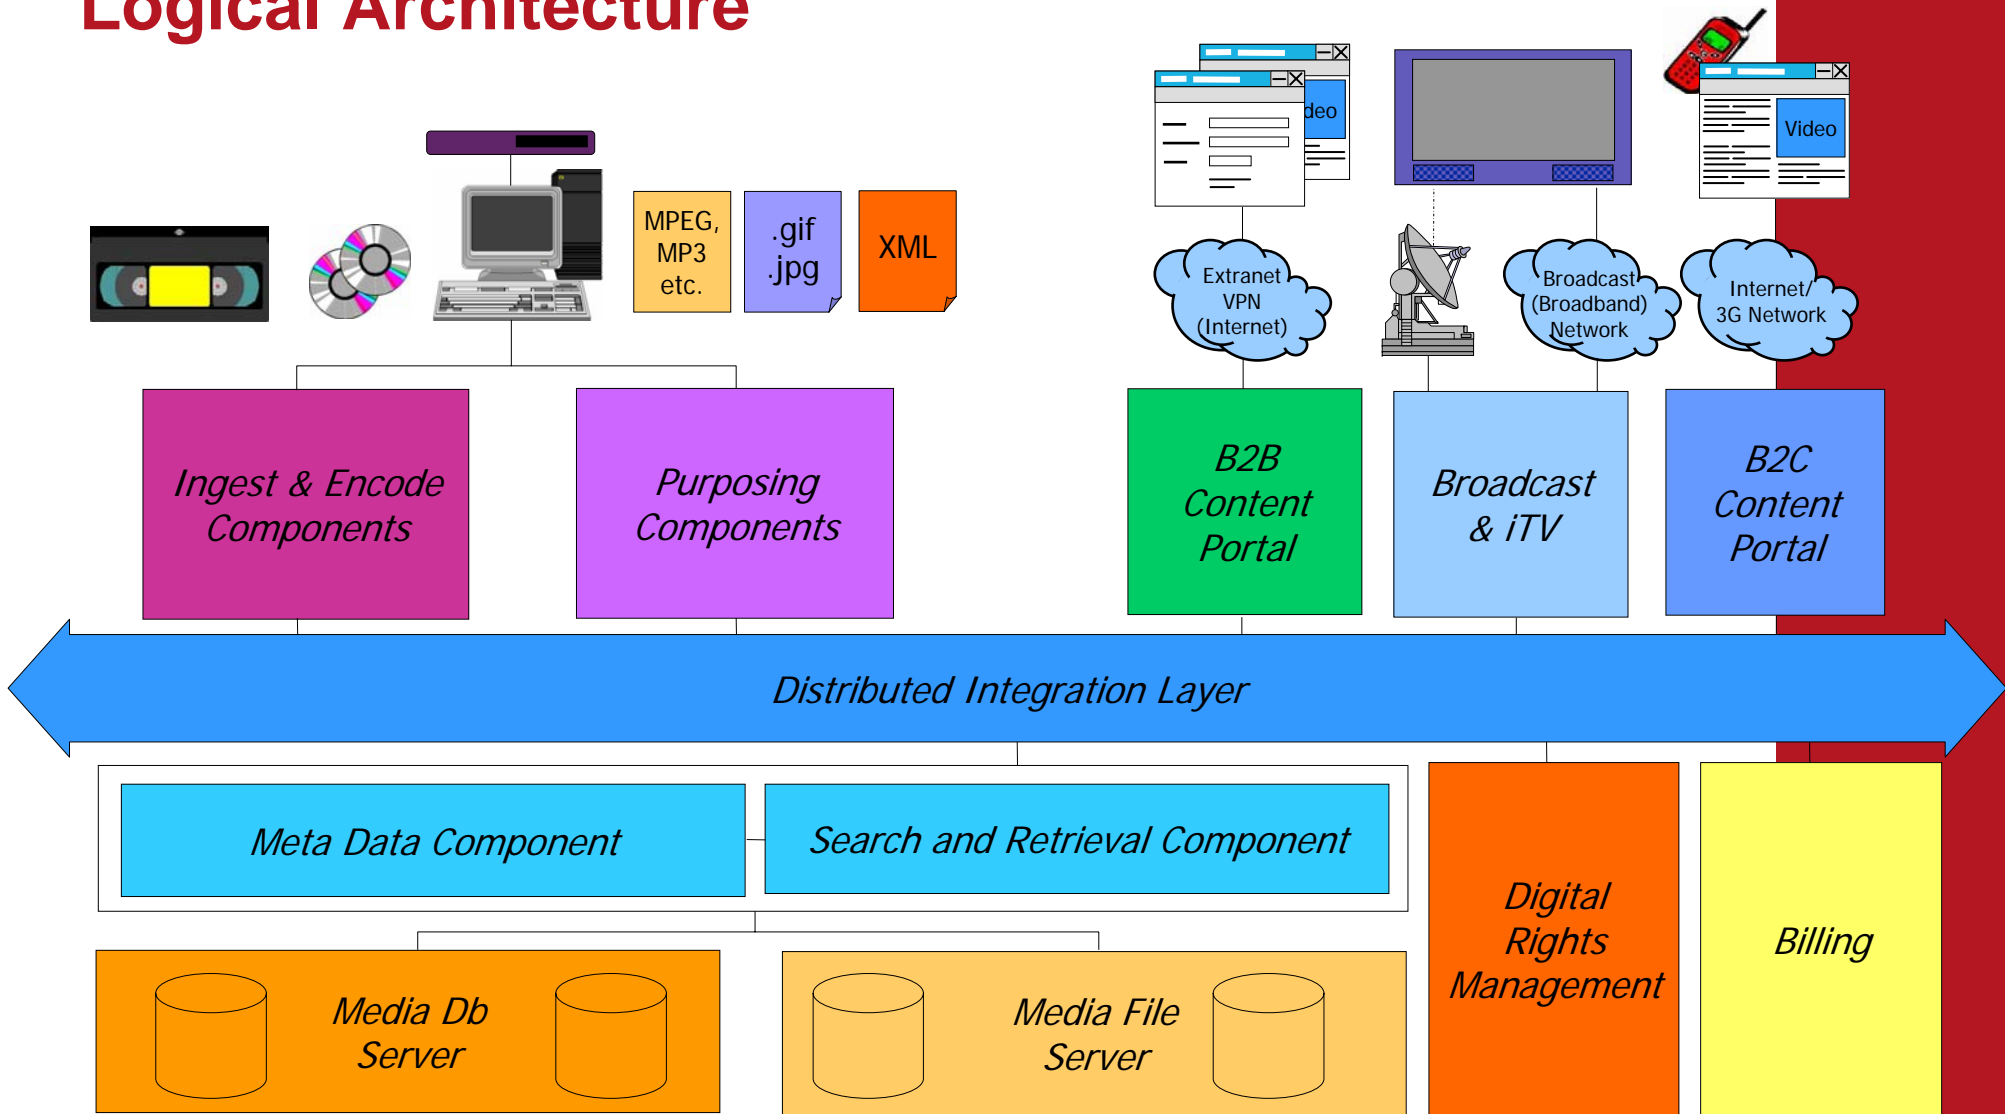 Logical Architecture
MPEG,
MP3
etc.
.gif
.jpg
XML
deo
Video
Extranet
VPN
(Internet)
Broadcast
(Broadband)
Network
Internet/
3G Network
Ingest & Encode
Components
Purposing
Components
B2B
Content
Portal
Broadcast
& iTV
B2C
Content
Portal
Distributed Integration Layer
Meta Data Component
Search and Retrieval Component
Digital
Rights
Management
Billing
Media Db
Server
Media File
Server